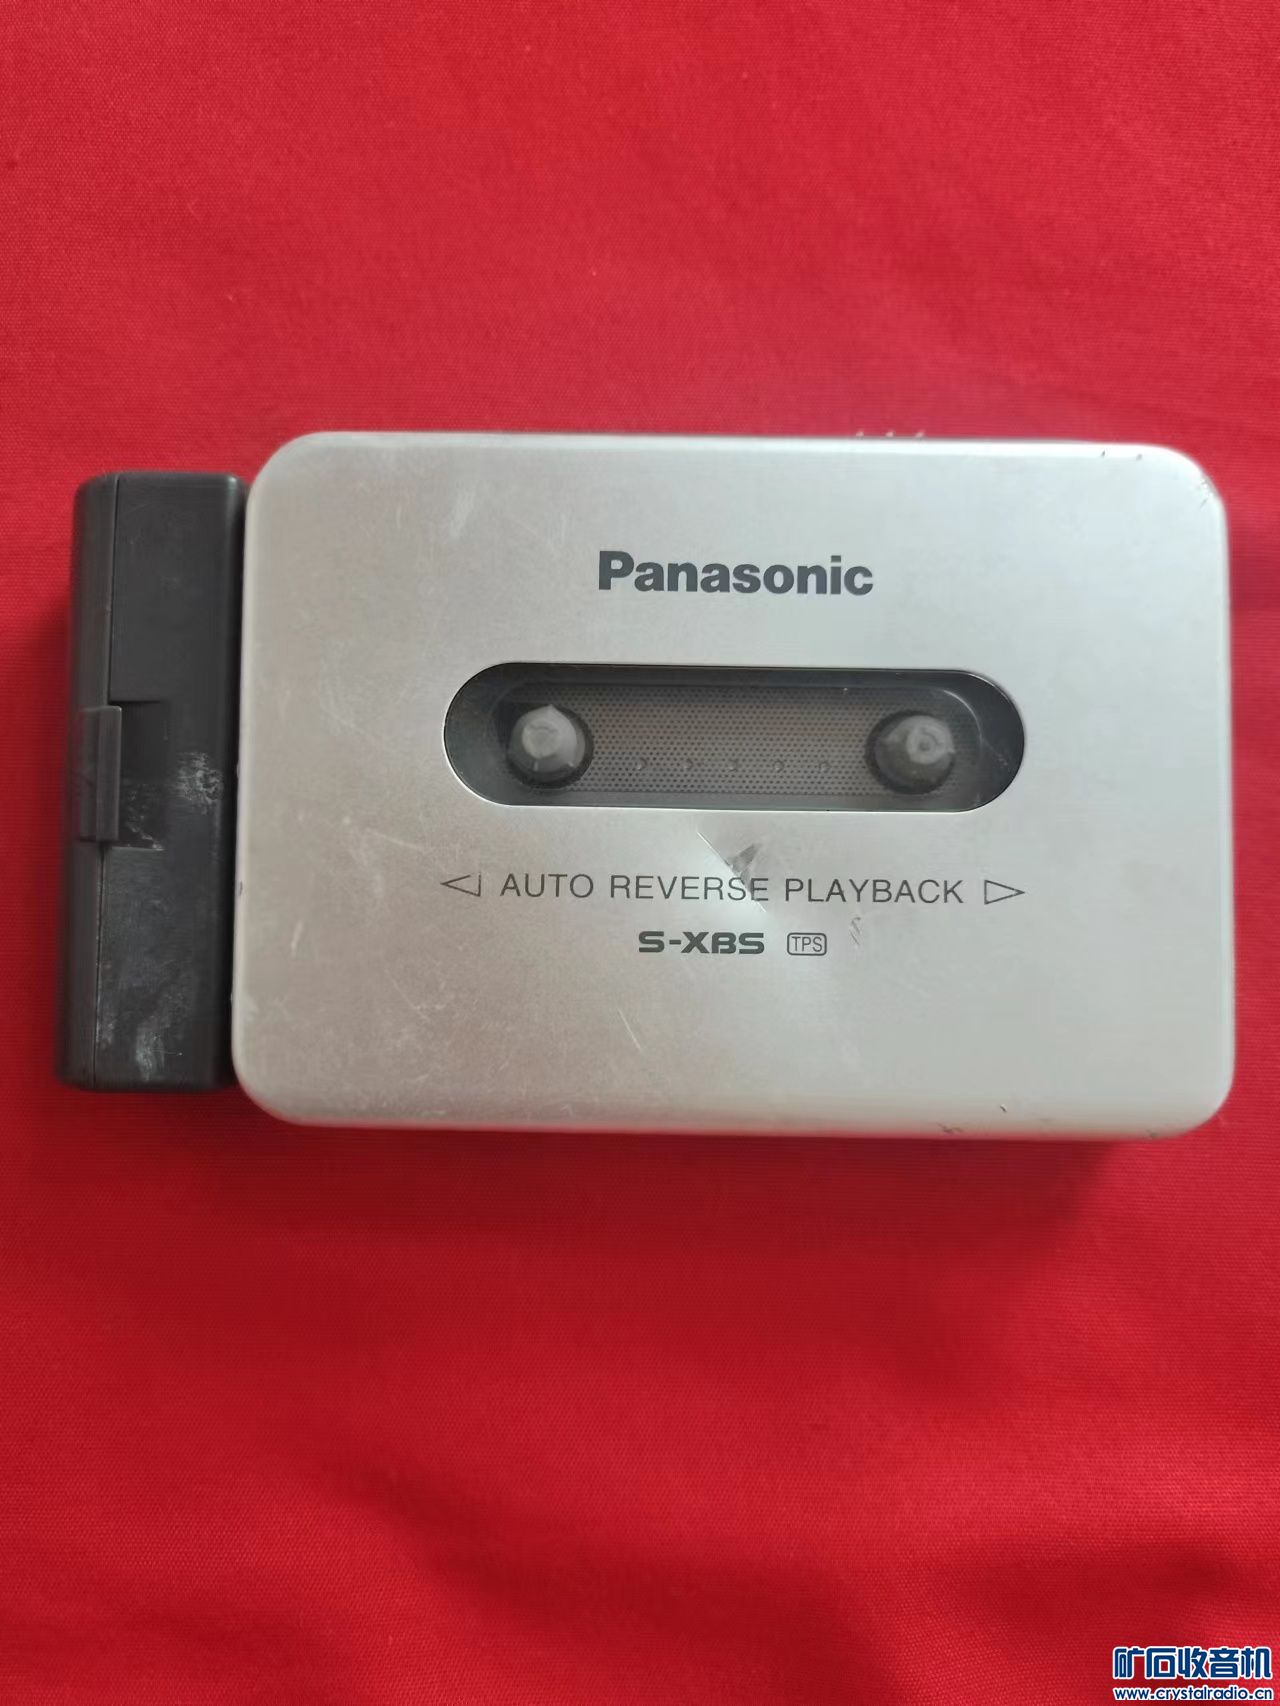 Panasonic
◁ AUTO REVERSE PLAYBACK ▷
S-XBS TPS
矿石收音机
www.crystalradio.cn